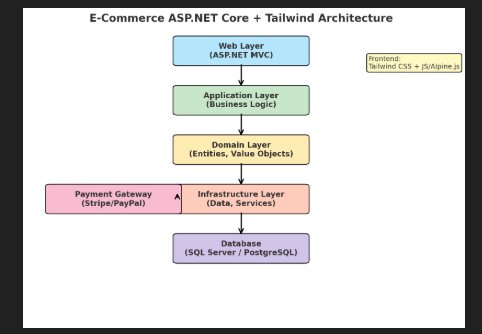 E-Commerce ASP.NET Core + Tailwind Architecture
Web Layer
(ASP.NET MVC)
Frontend:
Tailwind CSS + JS/Alpine.js
Application Layer
(Business Logic)
Domain Layer
(Entities, Value Objects)
Payment Gateway
(Stripe/PayPal)
Infrastructure Layer
(Data, Services)
Database
(SQL Server / PostgreSQL)